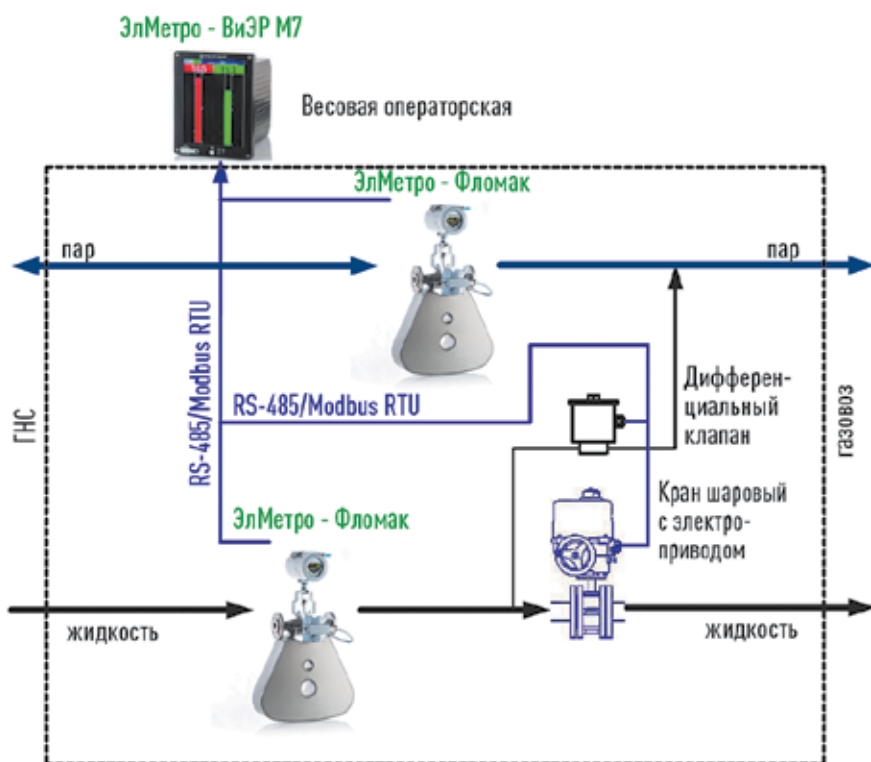 ЭлМетро - ВиЭР М7
Весовая операторская
ЭлМетро - Фломак
пар
пар
RS-485/Modbus RTU
RS-485/Modbus RTU
ГНС
газовоз
Дифферен-
циальный
клапан
ЭлМетро - Фломак
Кран шаровый
с электро-
приводом
жидкость
жидкость